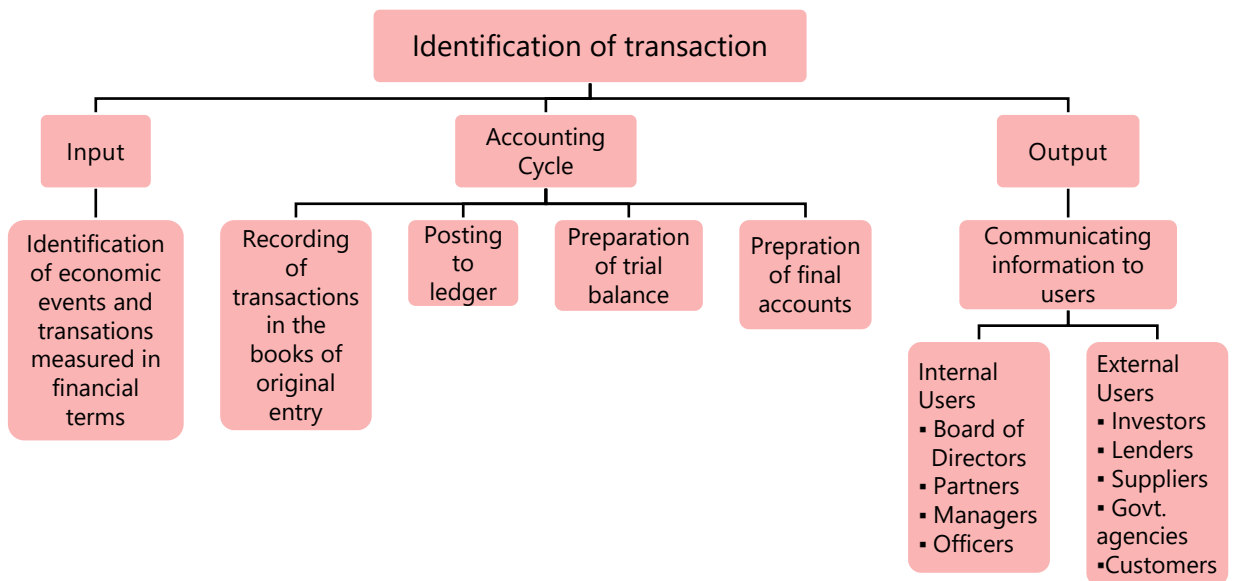 Identification of transaction
Input
Accounting
Cycle
Output
Identification
of economic
events and
transations
measured in
financial
terms
Recording
of
transactions
in the
books of
original
entry
Posting
to
ledger
Preparation
of trial
balance
Prepration
of final
accounts
Communicating
information to
users
Internal
Users
▪ Board of
Directors
▪ Partners
▪ Managers
▪ Officers
External
Users
▪ Investors
▪ Lenders
▪ Suppliers
▪ Govt.
agencies
▪Customers